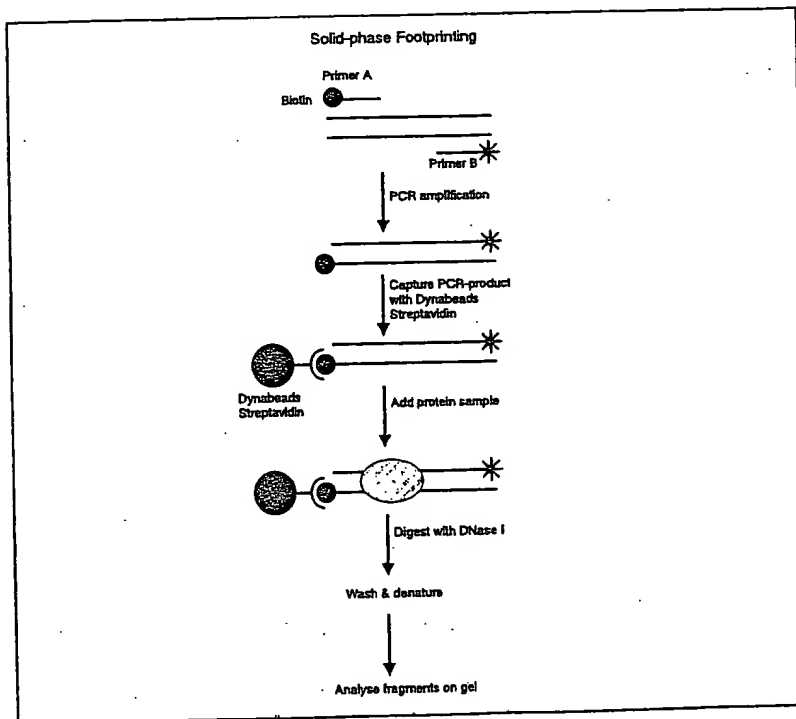 Solid-phase Footprinting
Primer A
Biotin
Primer B
PCR amplification
Capture PCR-product
with Dynabeads
Streptavidin
Dynabeads
Streptavidin
Add protein sample
Digest with DNase I
Wash & denature
Analyse fragments on gel